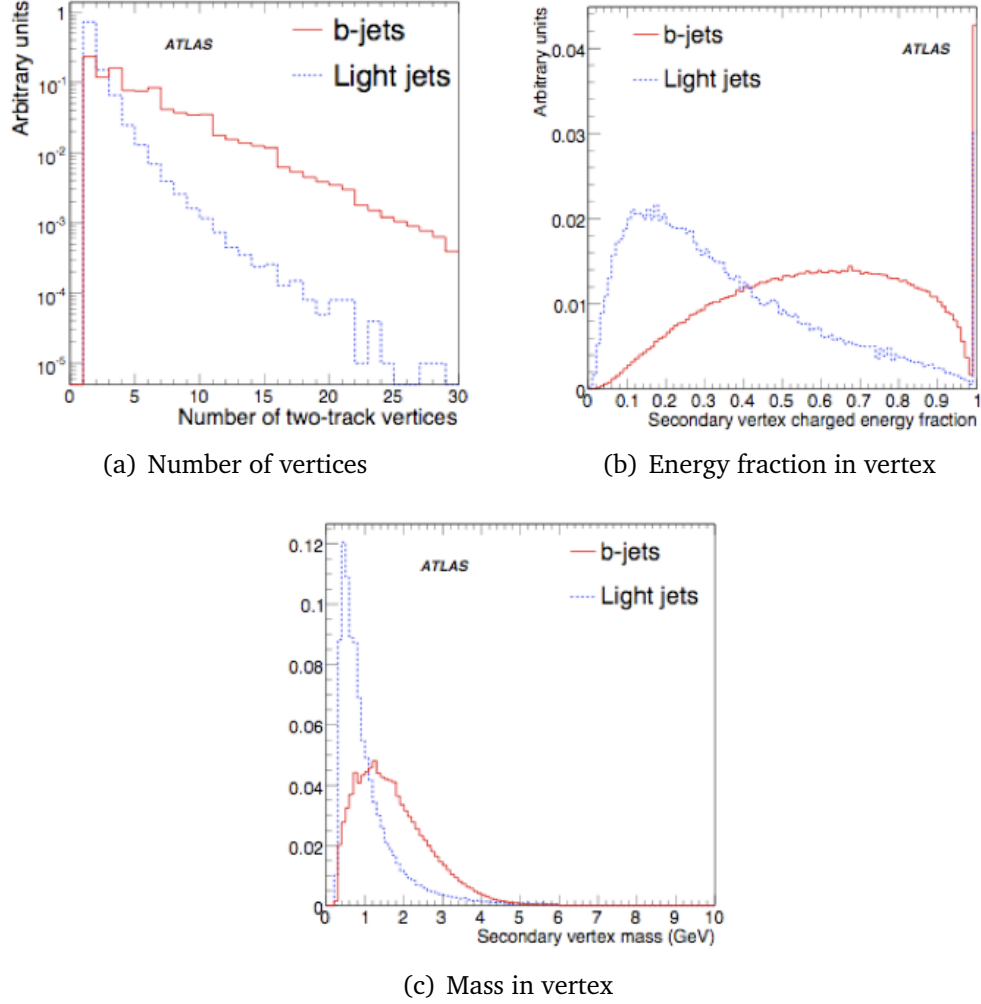 Arbitrary units
1
10-1
10-2
10-3
10-4
10-5
ATLAS
b-jets
Light jets
0 5 10 15 20 25 30
Number of two-track vertices
(a) Number of vertices
Arbitrary units
0.04
0.03
0.02
0.01
0
b-jets
ATLAS
Light jets
0 0.1 0.2 0.3 0.4 0.5 0.6 0.7 0.8 0.9 1
Secondary vertex charged energy fraction
(b) Energy fraction in vertex
0.12
0.1
0.08
0.06
0.04
0.02
0
ATLAS
b-jets
Light jets
0 1 2 3 4 5 6 7 8 9 10
Secondary vertex mass (GeV)
(c) Mass in vertex